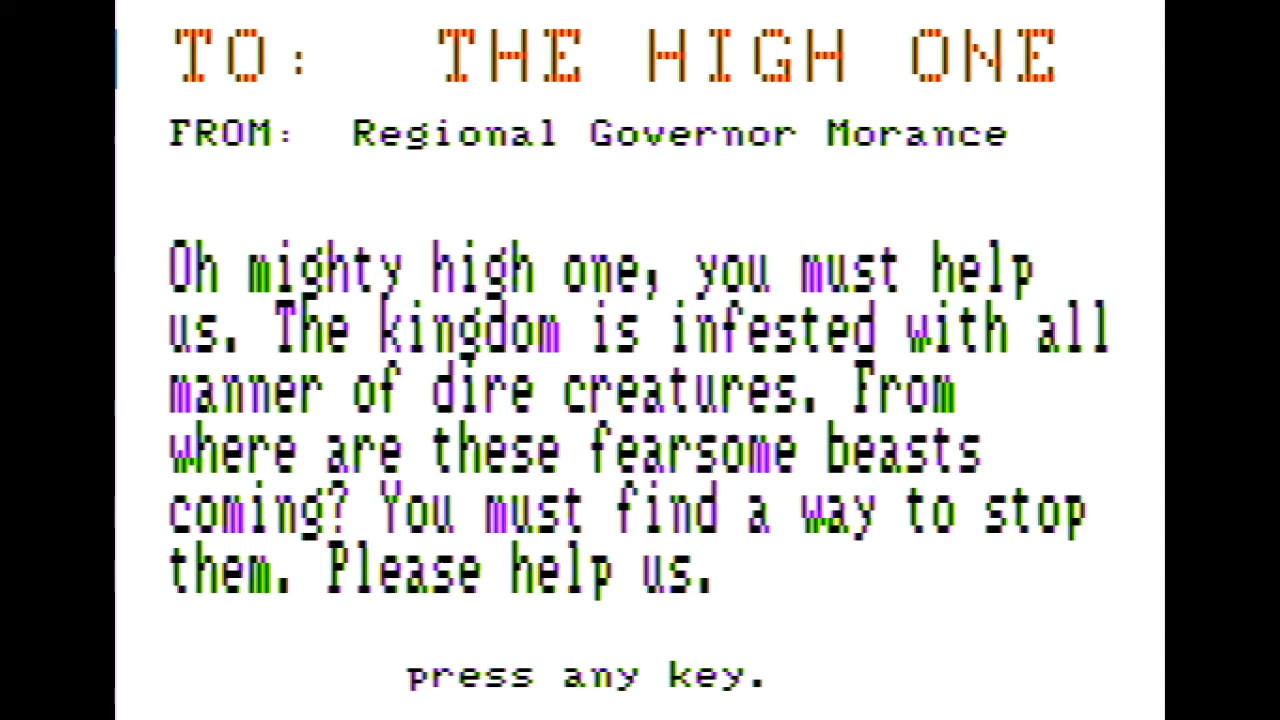 TO: THE HIGH ONE
FROM: Regional Governor Morance
Oh mighty high one, you must help
us. The kingdom is infested with all
manner of dire creatures. From
where are these fearsome beasts
coming? You must find a way to stop
them. Please help us.
press any key.